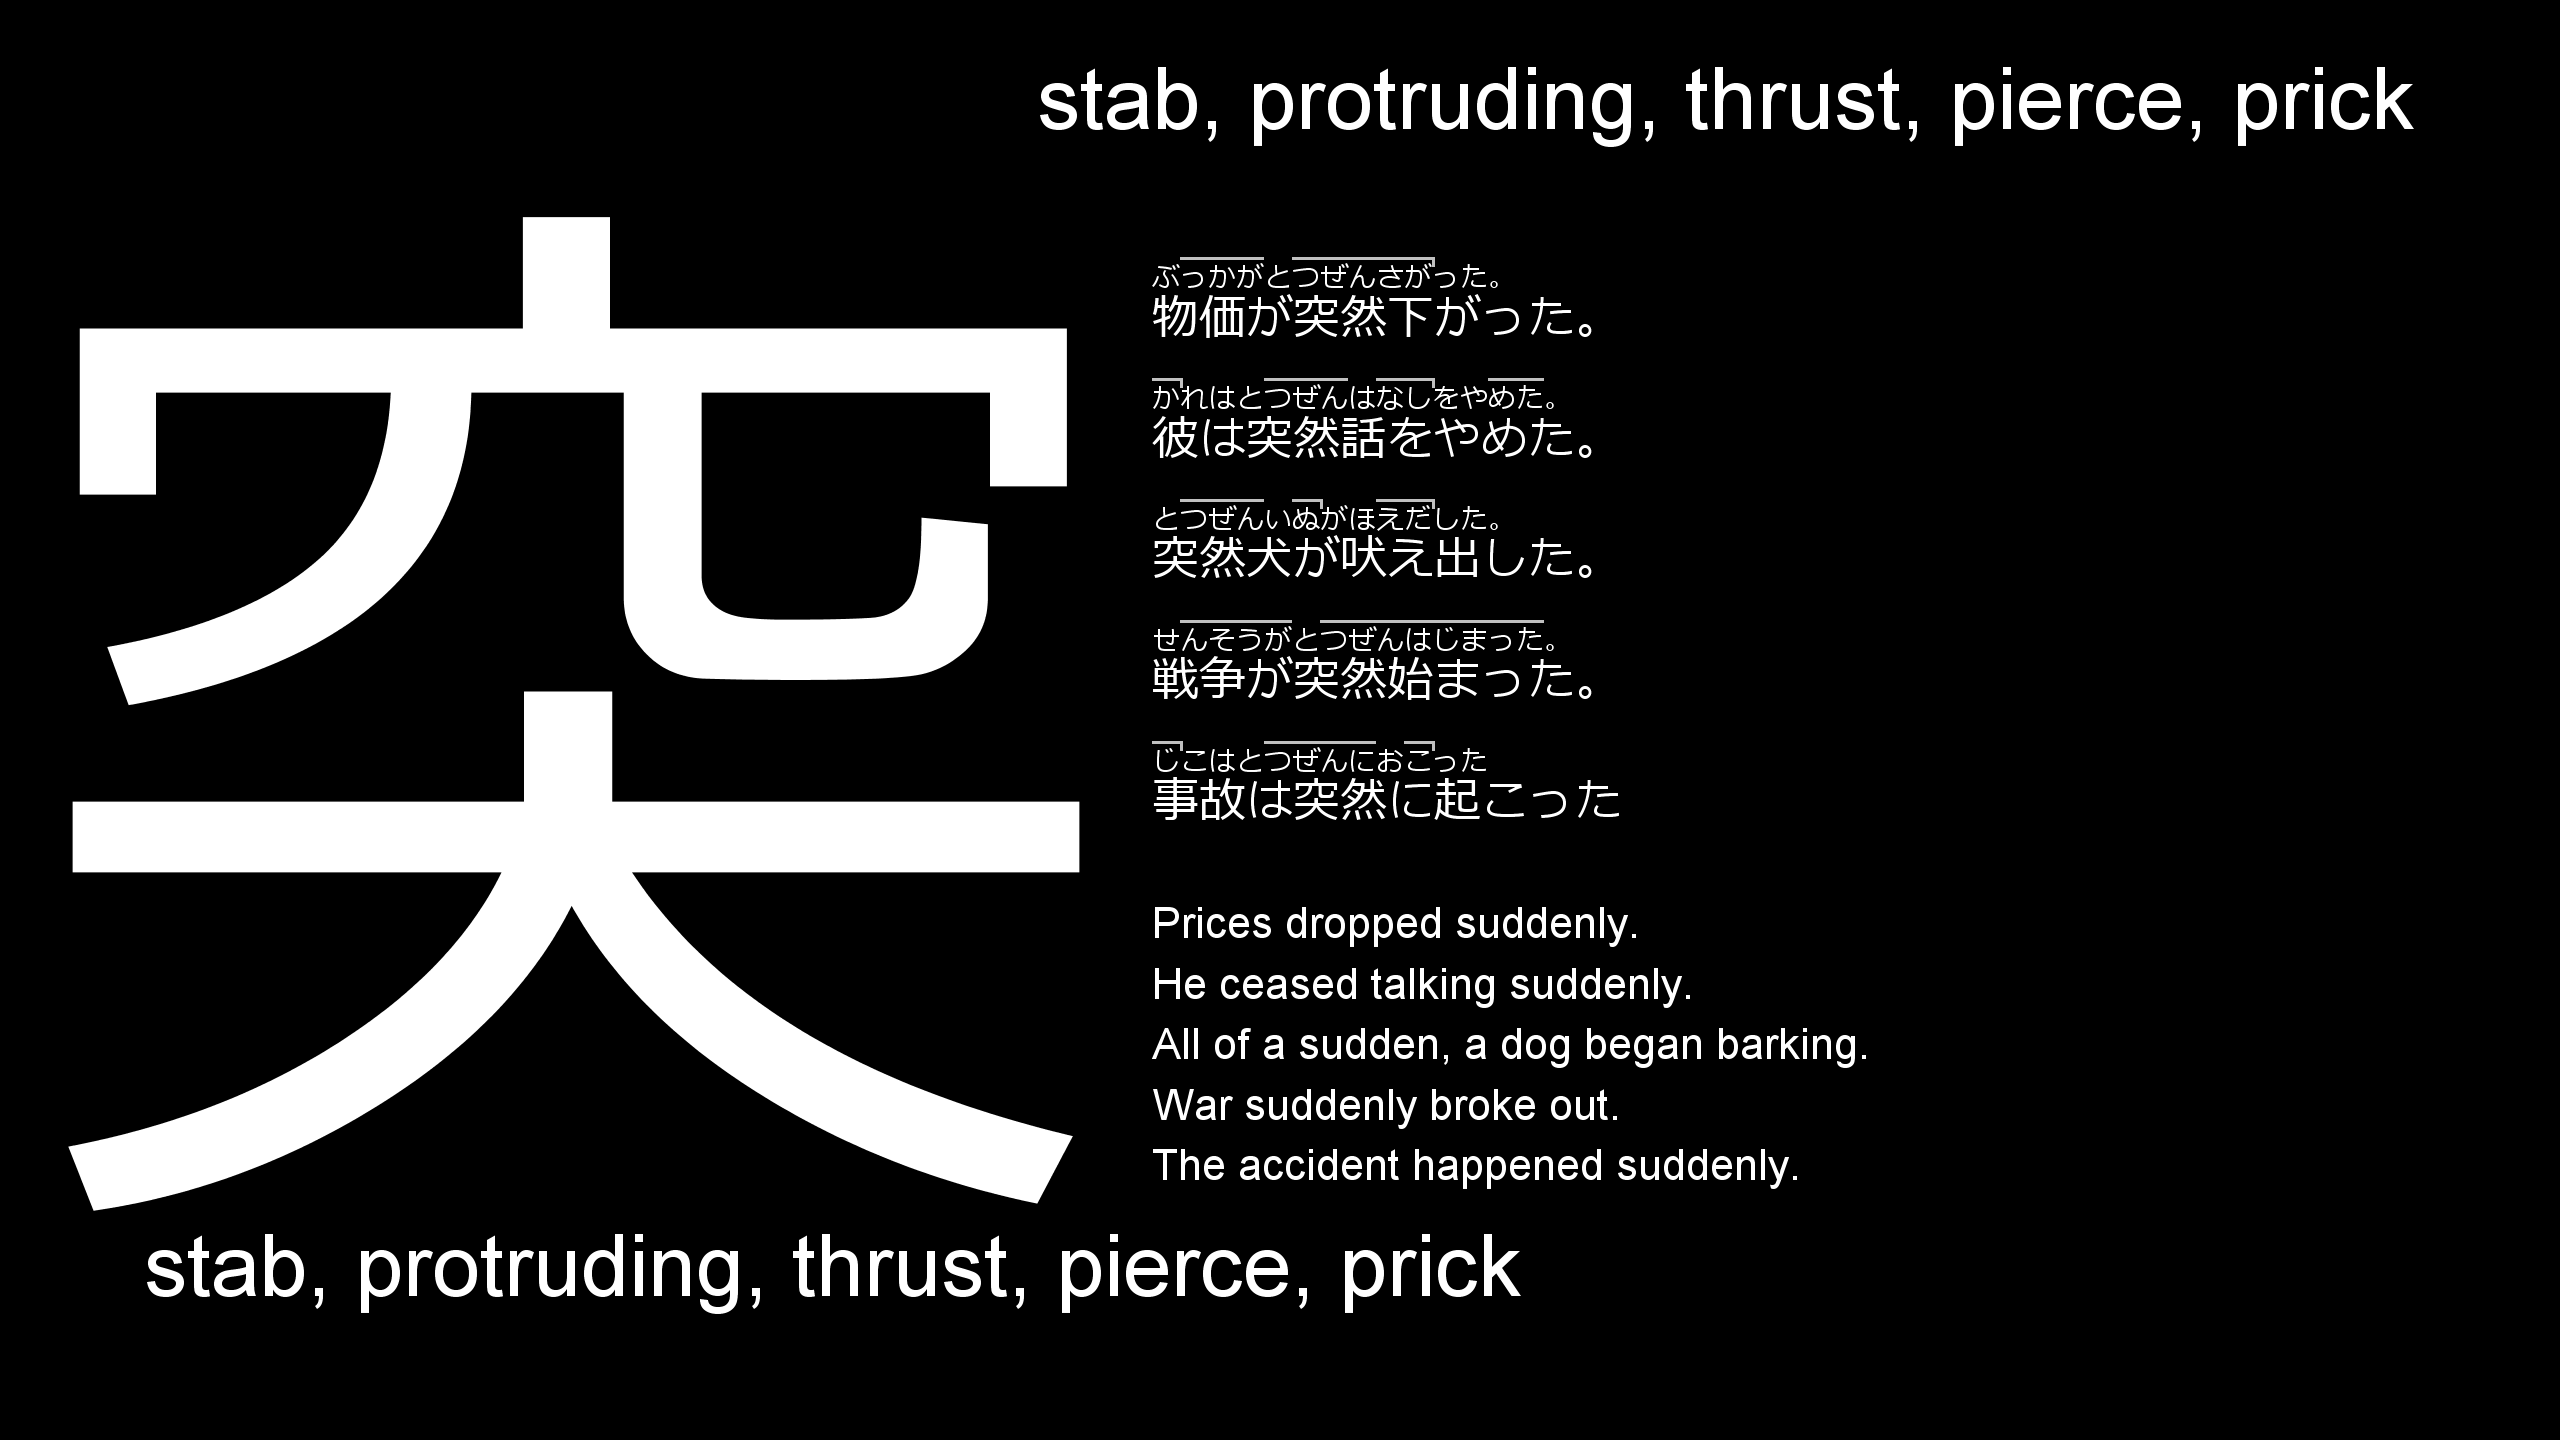 stab, protruding, thrust, pierce, prick
突
ぶっかがとつぜんさがった。
物価が突然下がった。
かれはとつぜんはなしをやめた。
彼は突然話をやめた。
とつぜんいぬがほえだした。
突然犬が吠え出した。
せんそうがとつぜんはじまった。
戦争が突然始まった。
じこはとつぜんにおこった
事故は突然に起こった
Prices dropped suddenly.
He ceased talking suddenly.
All of a sudden, a dog began barking.
War suddenly broke out.
The accident happened suddenly.
stab, protruding, thrust, pierce, prick